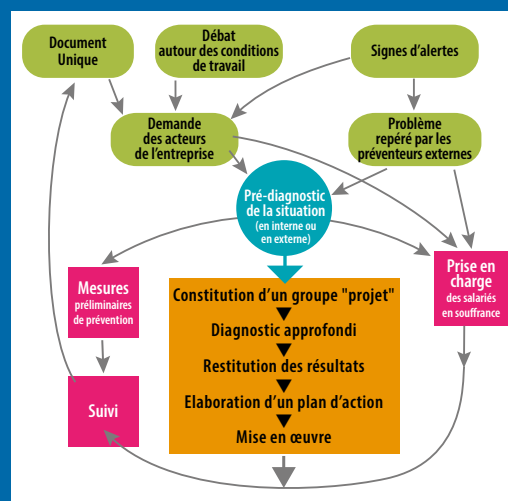 Document
Unique
Débat
autour des conditions
de travail
Signes d'alertes
Demande
des acteurs
de l'entreprise
Problème
repéré par les
préventeurs externes
Pré-diagnostic
de la situation
(en interne ou
en externe)
Mesures
préliminaires
de prévention
Prise en
charge
des salariés
en souffrance
Constitution d'un groupe "projet"
Diagnostic approfondi
Restitution des résultats
Elaboration d'un plan d'action
Mise en œuvre
Suivi